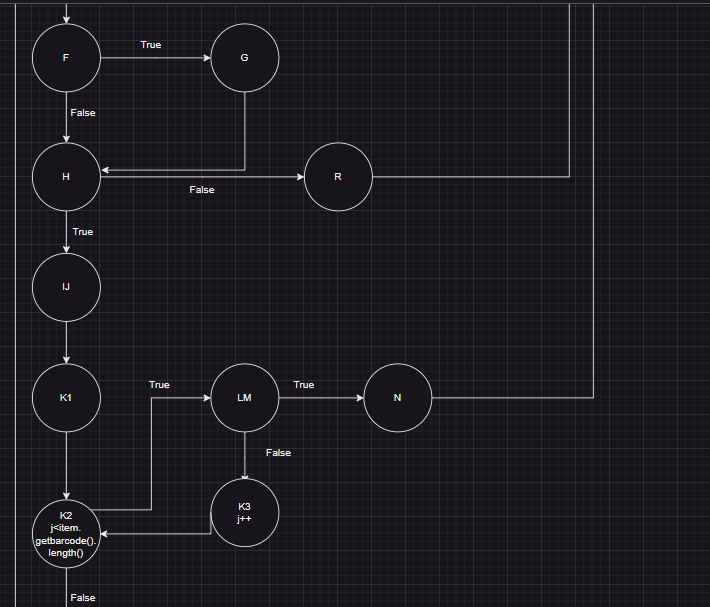 True
F
G
False
H
R
False
True
IJ
True
True
K1
LM
N
False
K2
j<item.
getbarcode().
length()
K3
j++
False